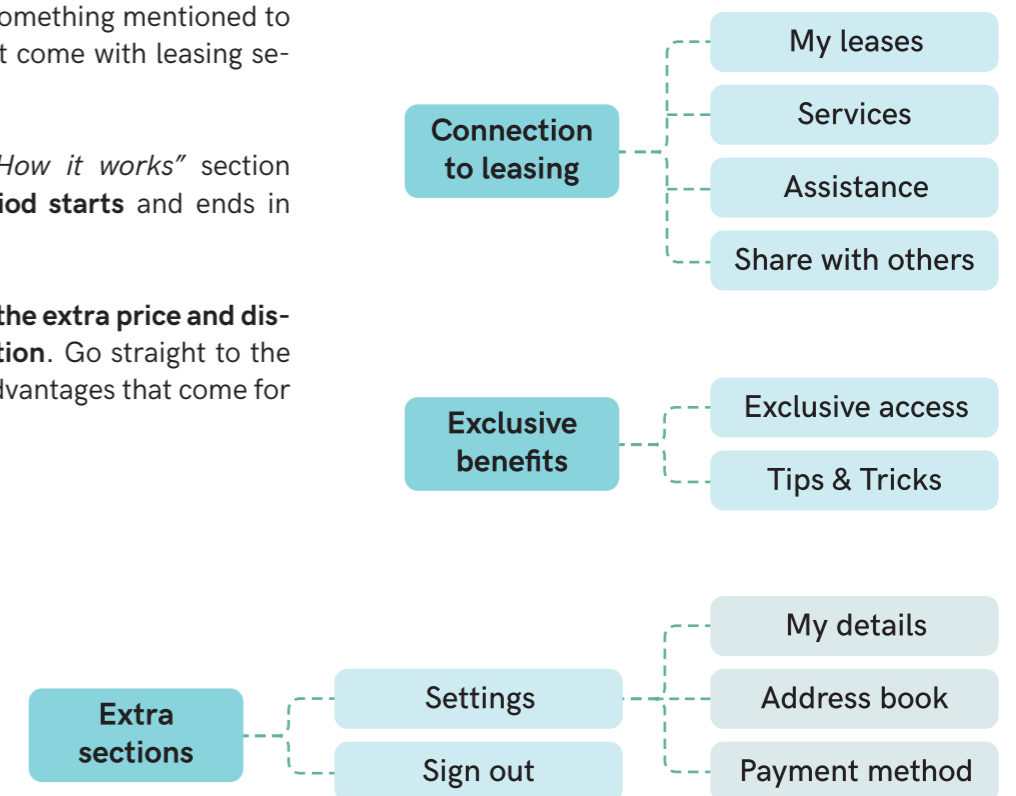 omething mentioned to
t come with leasing se-
How it works” section
iod starts and ends in
the extra price and dis-
tion. Go straight to the
dvantages that come for
Connection
to leasing
My leases
Services
Assistance
Share with others
Exclusive
benefits
Exclusive access
Tips & Tricks
Extra
sections
Settings
Sign out
My details
Address book
Payment method